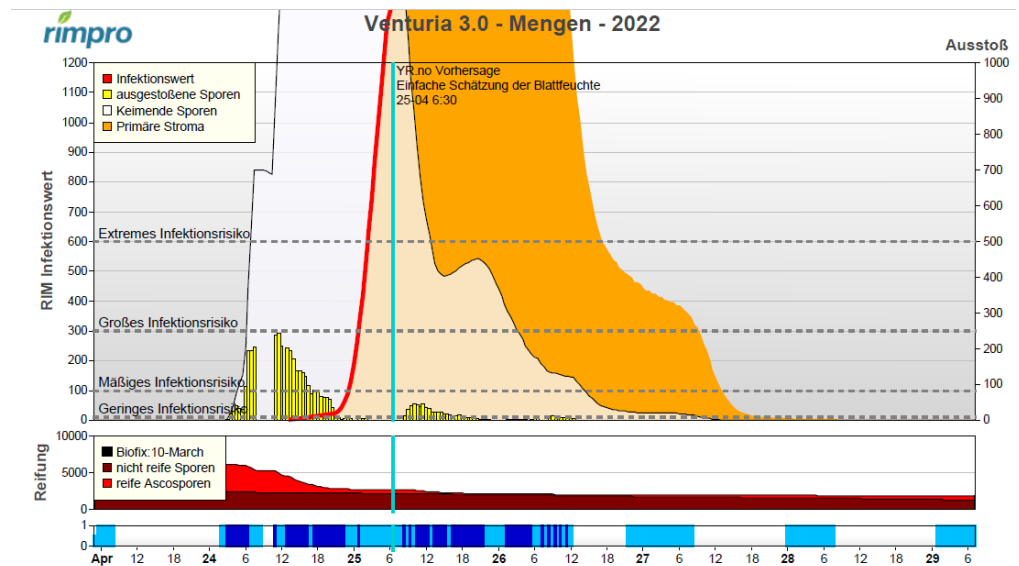 rimpro
Venturia 3.0 - Mengen - 2022
Ausstoß
YR.no Vorhersage
Einfache Schätzung der Blattfeuchte
25-04 6:30
Infektionswert
ausgestoßene Sporen
Keimende Sporen
Primäre Stroma
RIM Infektionswert
1200
1100
1000
900
800
700
600
500
400
300
200
100
0
Extremes Infektionsrisiko
Großes Infektionsrisiko
Mäßiges Infektionsrisiko
Geringes Infektionsrisiko
1000
900
800
700
600
500
400
300
200
100
0
Reifung
10000
5000
0
Biofix:10-March
nicht reife Sporen
reife Ascosporen
1
0
Apr 12 18 24 6 12 18 25 6 12 18 26 6 12 18 27 6 12 18 28 6 12 18 29 6